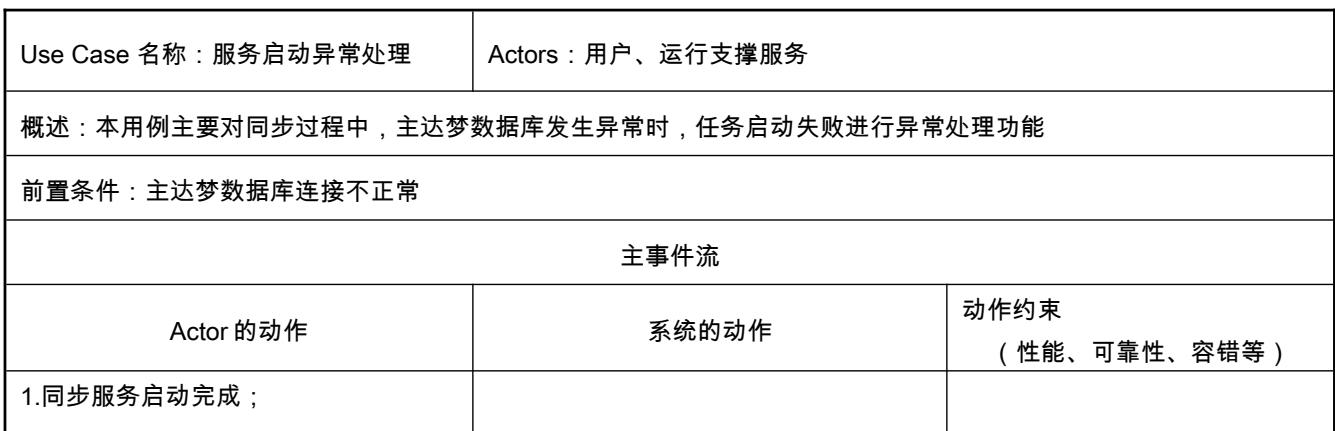 Use Case 名称：服务启动异常处理
Actors：用户、运行支撑服务
概述：本用例主要对同步过程中，主达梦数据库发生异常时，任务启动失败进行异常处理功能
前置条件：主达梦数据库连接不正常
主事件流
Actor 的动作
系统的动作
动作约束
（性能、可靠性、容错等）
1.同步服务启动完成；